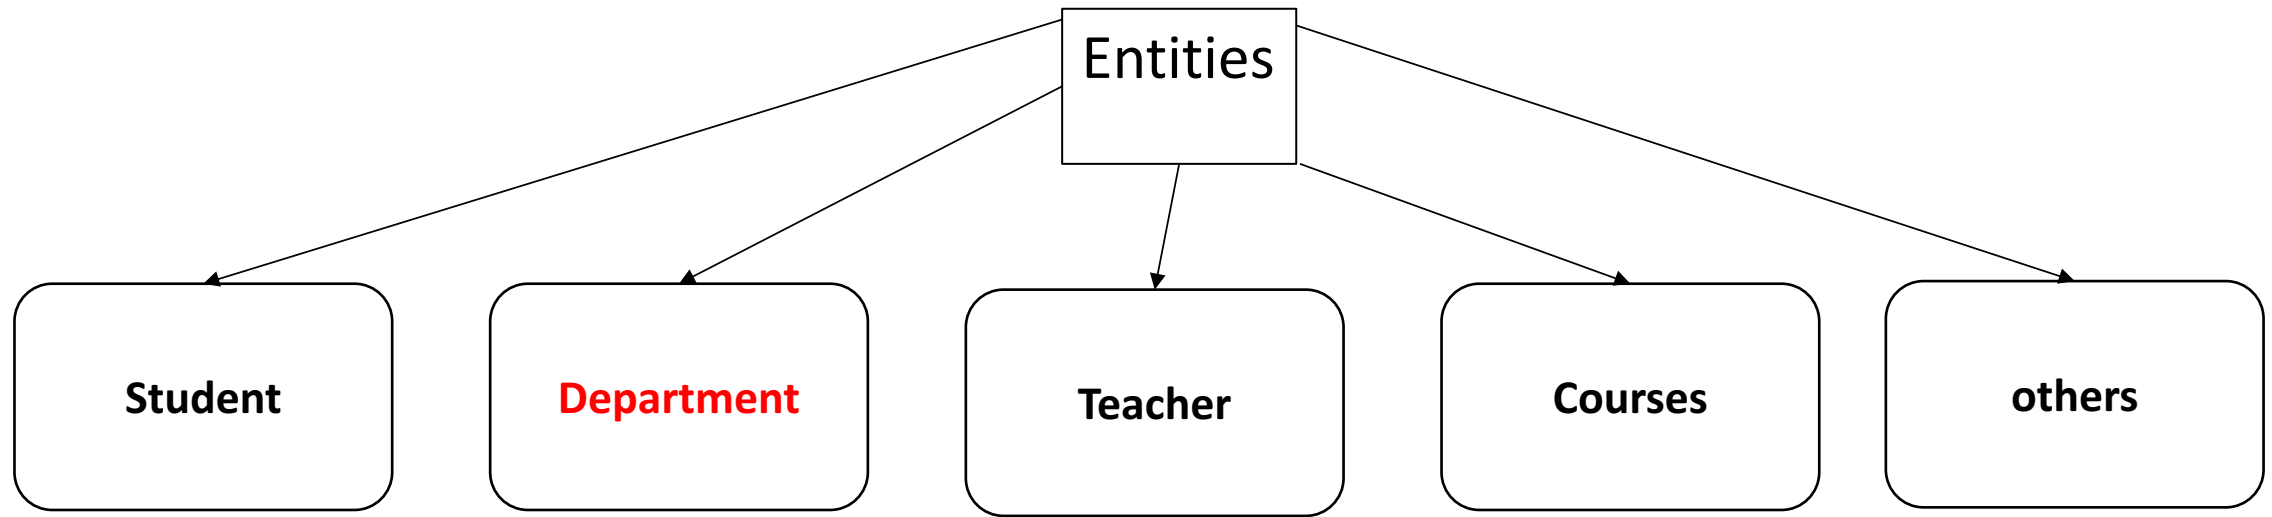 Entities
Student
Department
Teacher
Courses
others